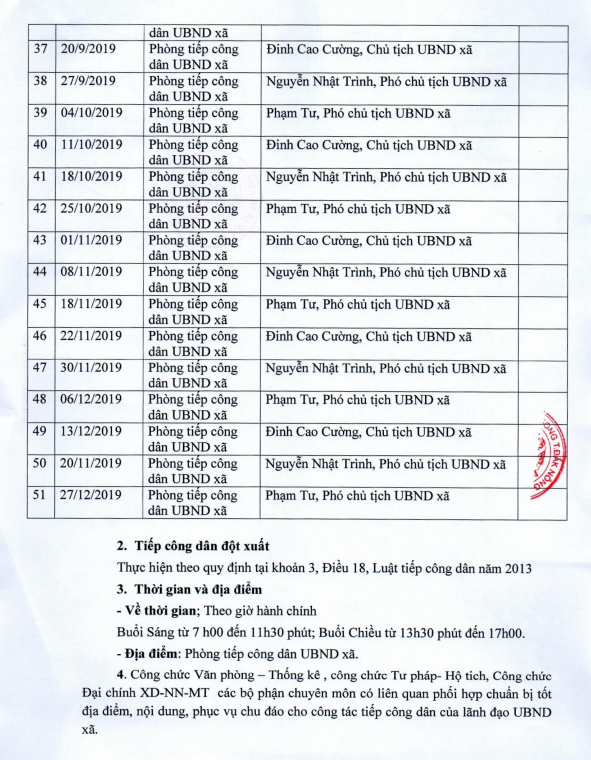 dân UBND xã
37 20/9/2019 Phòng tiếp công Đinh Cao Cường, Chủ tịch UBND xã
dân UBND xã
38 27/9/2019 Phòng tiếp công Nguyễn Nhật Trình, Phó chủ tịch UBND xã
dân UBND xã
39 04/10/2019 Phòng tiếp công Phạm Tư, Phó chủ tịch UBND xã
dân UBND xã
40 11/10/2019 Phòng tiếp công Đinh Cao Cường, Chủ tịch UBND xã
dân UBND xã
41 18/10/2019 Phòng tiếp công Nguyễn Nhật Trình, Phó chủ tịch UBND xã
dân UBND xã
42 25/10/2019 Phòng tiếp công Phạm Tư, Phó chủ tịch UBND xã
dân UBND xã
43 01/11/2019 Phòng tiếp công Đinh Cao Cường, Chủ tịch UBND xã
dân UBND xã
44 08/11/2019 Phòng tiếp công Nguyễn Nhật Trình, Phó chủ tịch UBND xã
dân UBND xã
45 18/11/2019 Phòng tiếp công Phạm Tư, Phó chủ tịch UBND xã
dân UBND xã
46 22/11/2019 Phòng tiếp công Đinh Cao Cường, Chủ tịch UBND xã
dân UBND xã
47 30/11/2019 Phòng tiếp công Nguyễn Nhật Trình, Phó chủ tịch UBND xã
dân UBND xã
48 06/12/2019 Phòng tiếp công Phạm Tư, Phó chủ tịch UBND xã
dân UBND xã
49 13/12/2019 Phòng tiếp công Đinh Cao Cường, Chủ tịch UBND xã
dân UBND xã
50 20/11/2019 Phòng tiếp công Nguyễn Nhật Trình, Phó chủ tịch UBND xã
dân UBND xã
51 27/12/2019 Phòng tiếp công Phạm Tư, Phó chủ tịch UBND xã
dân UBND xã
T.ĐẮK NÔNG
2. Tiếp công dân đột xuất
Thực hiện theo quy định tại khoản 3, Điều 18, Luật tiếp công dân năm 2013
3. Thời gian và địa điểm
- Về thời gian; Theo giờ hành chính
Buổi Sáng từ 7 h00 đến 11h30 phút; Buổi Chiều từ 13h30 phút đến 17h00.
- Địa điểm: Phòng tiếp công dân UBND xã.
4. Công chức Văn phòng – Thống kê , công chức Tư pháp- Hộ tich, Công chức
Đại chính XD-NN-MT các bộ phận chuyên môn có liên quan phối hợp chuẩn bị tốt
địa điểm, nội dung, phục vụ chu đáo cho công tác tiếp công dân của lãnh đạo UBND
xã.